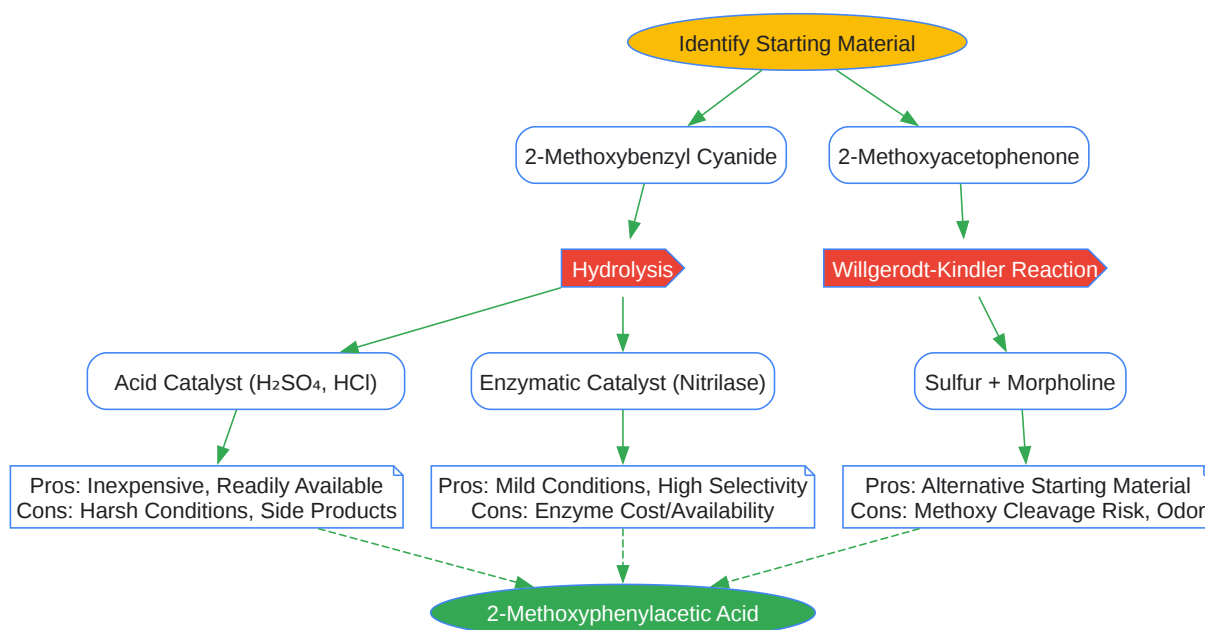 Identify Starting Material
2-Methoxybenzyl Cyanide
2-Methoxyacetophenone
Hydrolysis
Willgerodt-Kindler Reaction
Acid Catalyst (H₂SO₄, HCl)
Enzymatic Catalyst (Nitrilase)
Sulfur + Morpholine
Pros: Inexpensive, Readily Available
Cons: Harsh Conditions, Side Products
Pros: Mild Conditions, High Selectivity
Cons: Enzyme Cost/Availability
Pros: Alternative Starting Material
Cons: Methoxy Cleavage Risk, Odor
2-Methoxyphenylacetic Acid